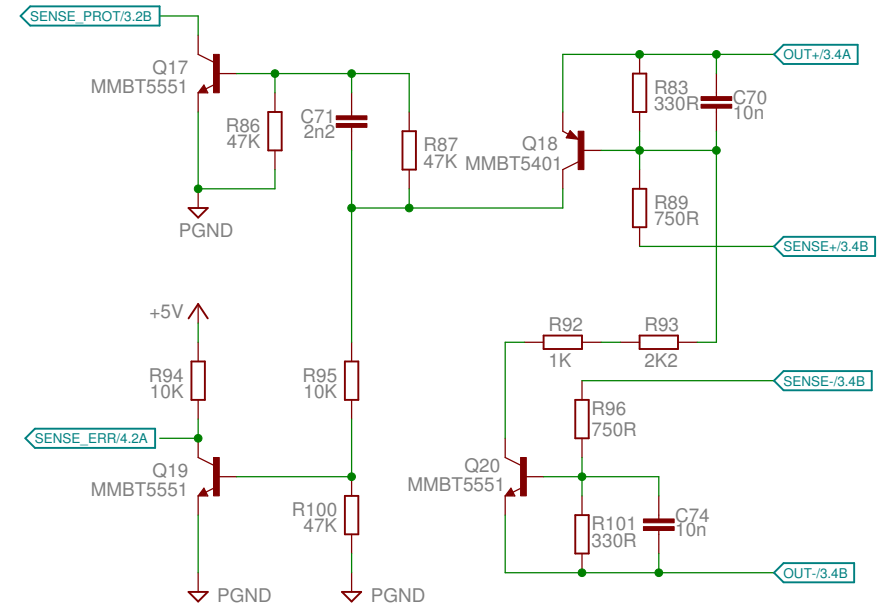 SENSE_PROT/3.2B
Q17
MMBT5551
R86
47K
C71
2n2
R87
47K
PGND
OUT+/3.4A
R83
330R
C70
10n
Q18
MMBT5401
R89
750R
SENSE+/3.4B
+5V
R94
10K
R95
10K
R92
1K
R93
2K2
SENSE-/3.4B
R96
750R
SENSE_ERR/4.2A
Q19
MMBT5551
R100
47K
Q20
MMBT5551
R101
330R
C74
10n
OUT-/3.4B
PGND
PGND